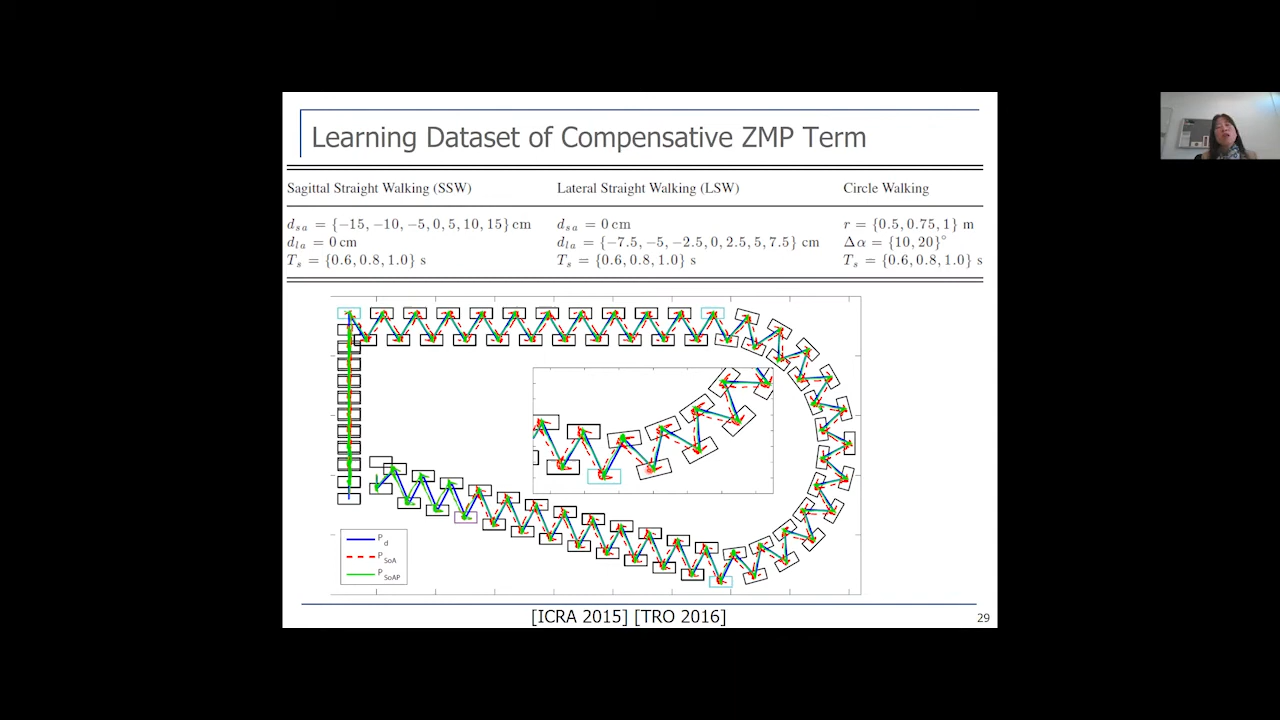 Learning Dataset of Compensative ZMP Term
Sagittal Straight Walking (SSW) Lateral Straight Walking (LSW) Circle Walking
d_sa = {−15, −10, −5, 0, 5, 10, 15} cm d_sa = 0 cm r = {0.5, 0.75, 1} m
d_la = 0 cm d_la = {−7.5, −5, −2.5, 0, 2.5, 5, 7.5} cm Δα = {10, 20}°
T_s = {0.6, 0.8, 1.0} s T_s = {0.6, 0.8, 1.0} s T_s = {0.6, 0.8, 1.0} s
P_d
P_SoA
P_SoAP
[ICRA 2015] [TRO 2016]
29